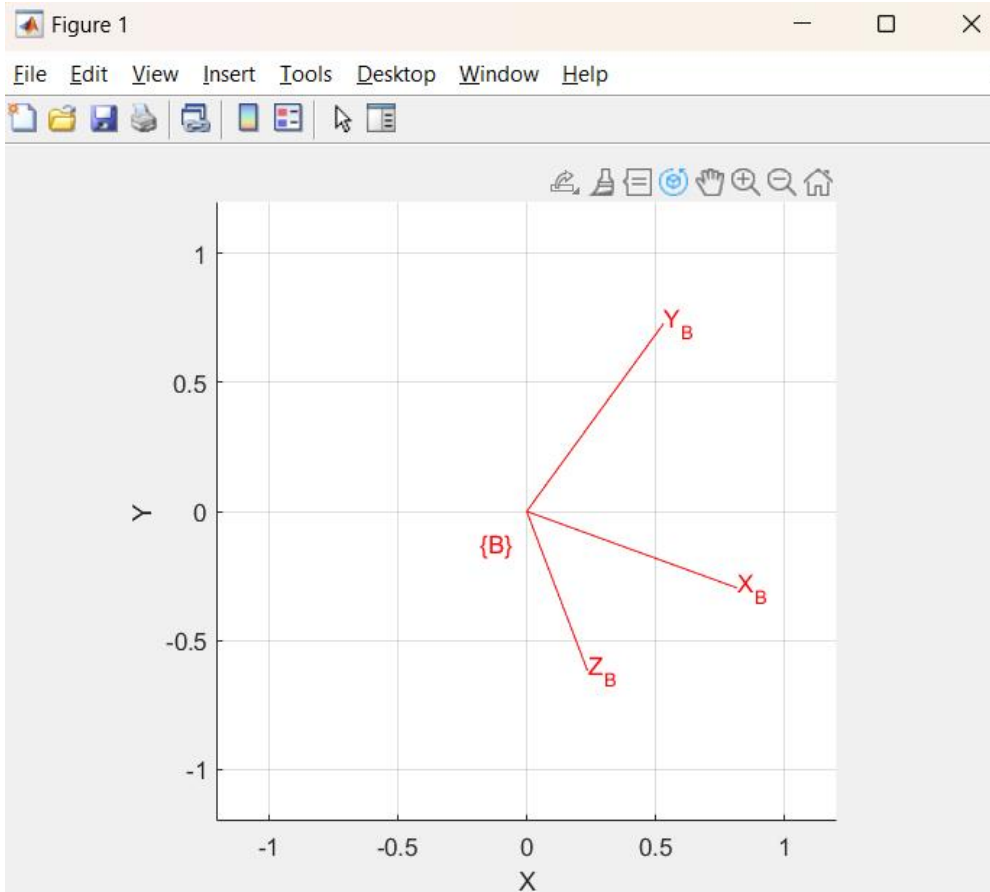 Figure 1
File Edit View Insert Tools Desktop Window Help
1
Y_B
0.5
Y
0
{B}
X_B
-0.5
Z_B
-1
-1 -0.5 0 0.5 1
X